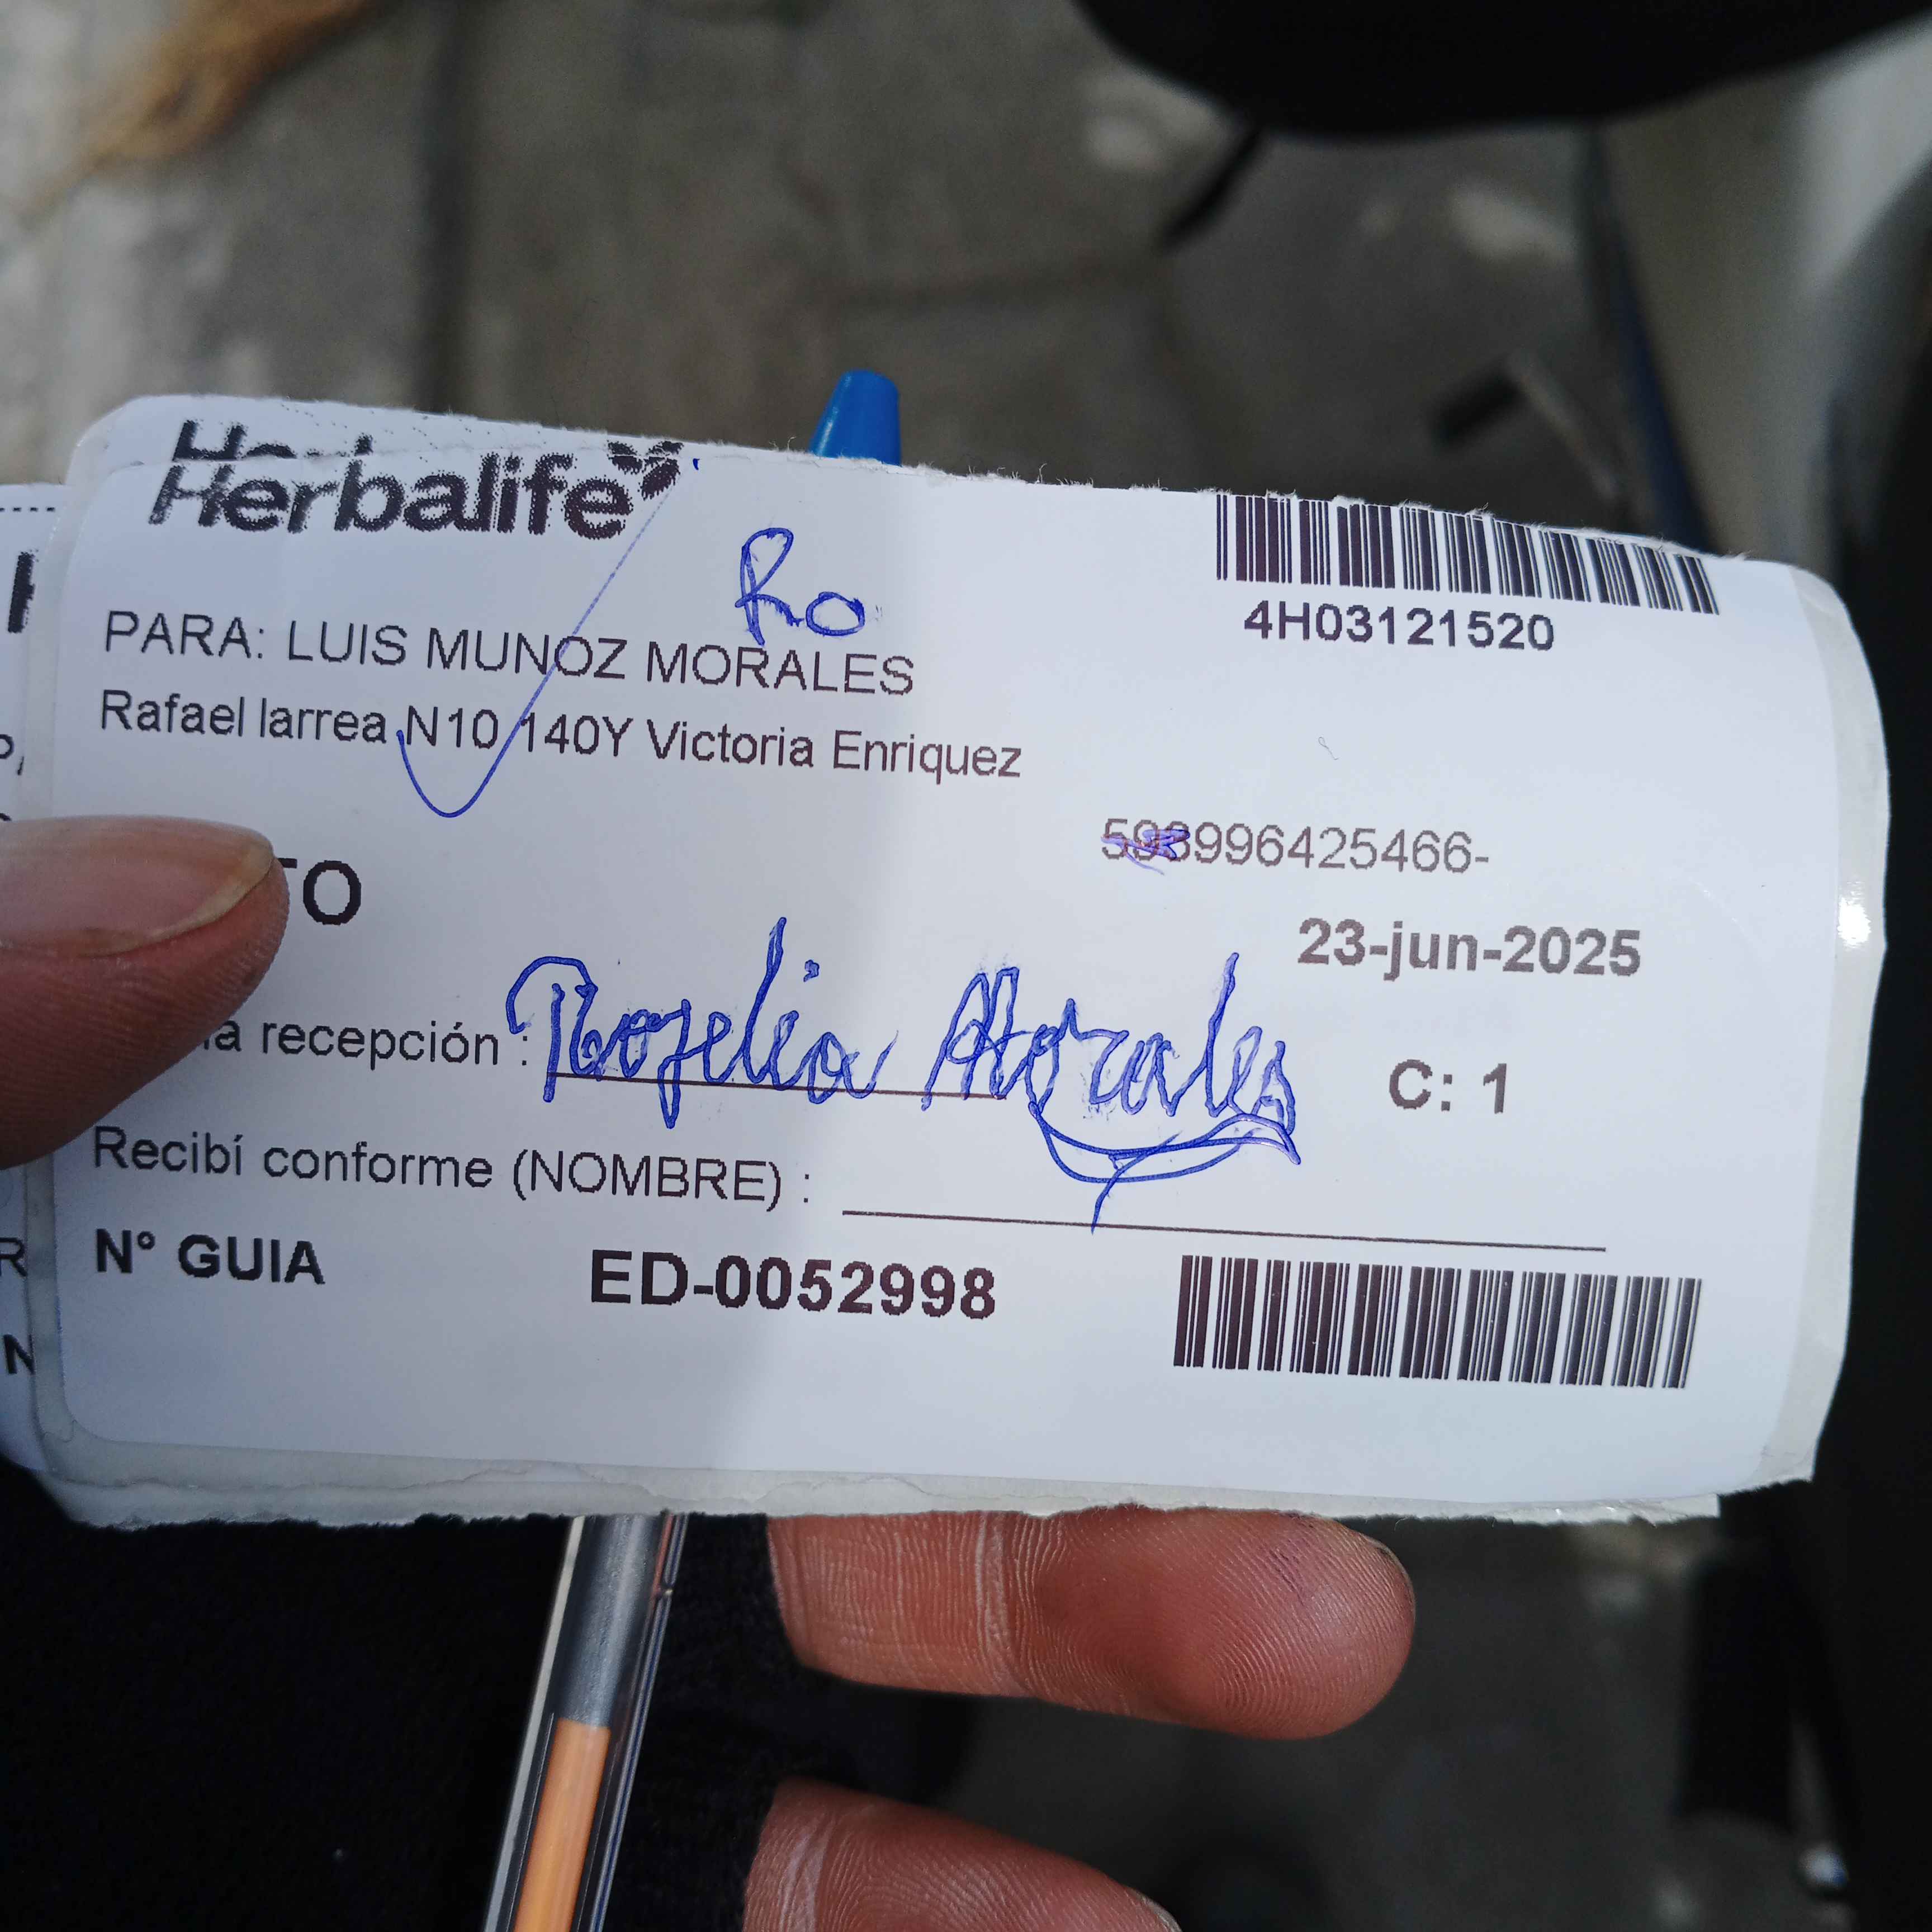 Herbalife
Ro
4H03121520
PARA: LUIS MUNOZ MORALES
Rafael larrea N10 140Y Victoria Enriquez
593996425466-
TO
23-jun-2025
a recepción : Rogelia Morales
C: 1
Recibí conforme (NOMBRE) :
N° GUIA ED-0052998